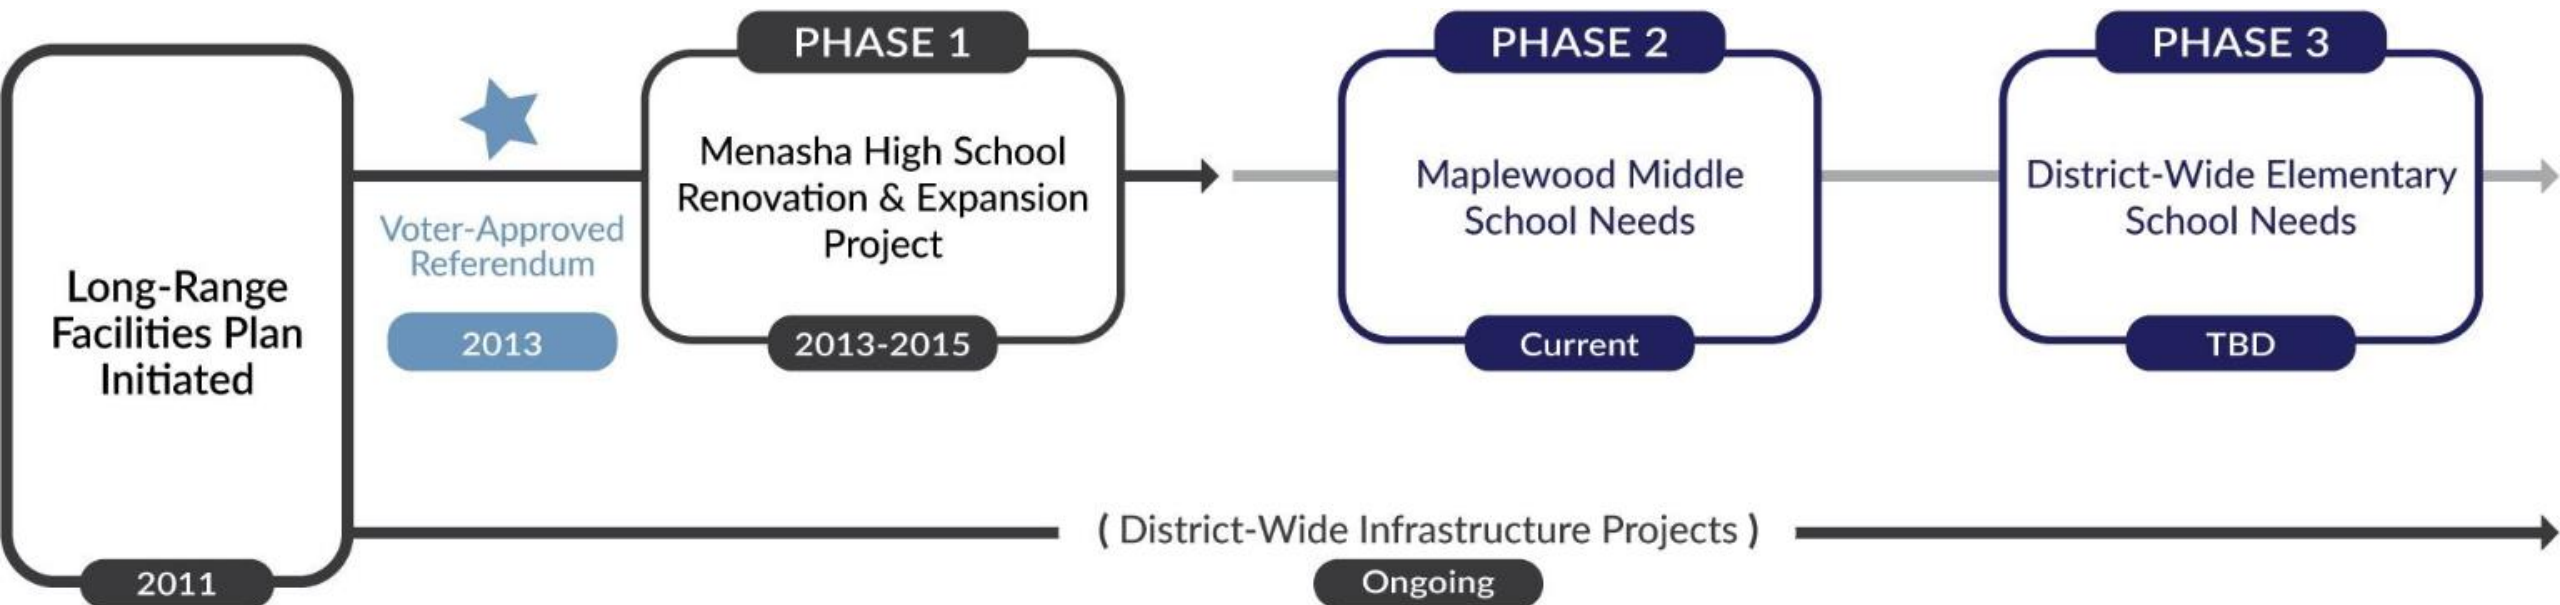 Long-Range
Facilities Plan
Initiated
2011
Voter-Approved
Referendum
2013
PHASE 1
Menasha High School
Renovation & Expansion
Project
2013-2015
PHASE 2
Maplewood Middle
School Needs
Current
PHASE 3
District-Wide Elementary
School Needs
TBD
( District-Wide Infrastructure Projects )
Ongoing